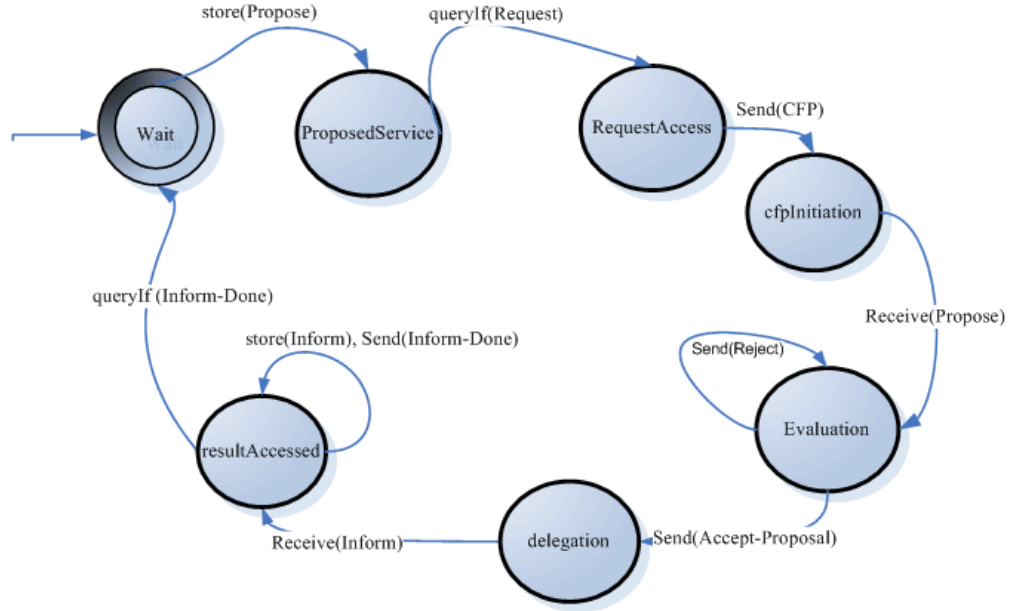 store(Propose)
queryIf(Request)
Wait
ProposedService
RequestAccess
Send(CFP)
cfpInitiation
queryIf (Inform-Done)
Receive(Propose)
store(Inform), Send(Inform-Done)
Send(Reject)
Evaluation
resultAccessed
Receive(Inform)
delegation
Send(Accept-Proposal)